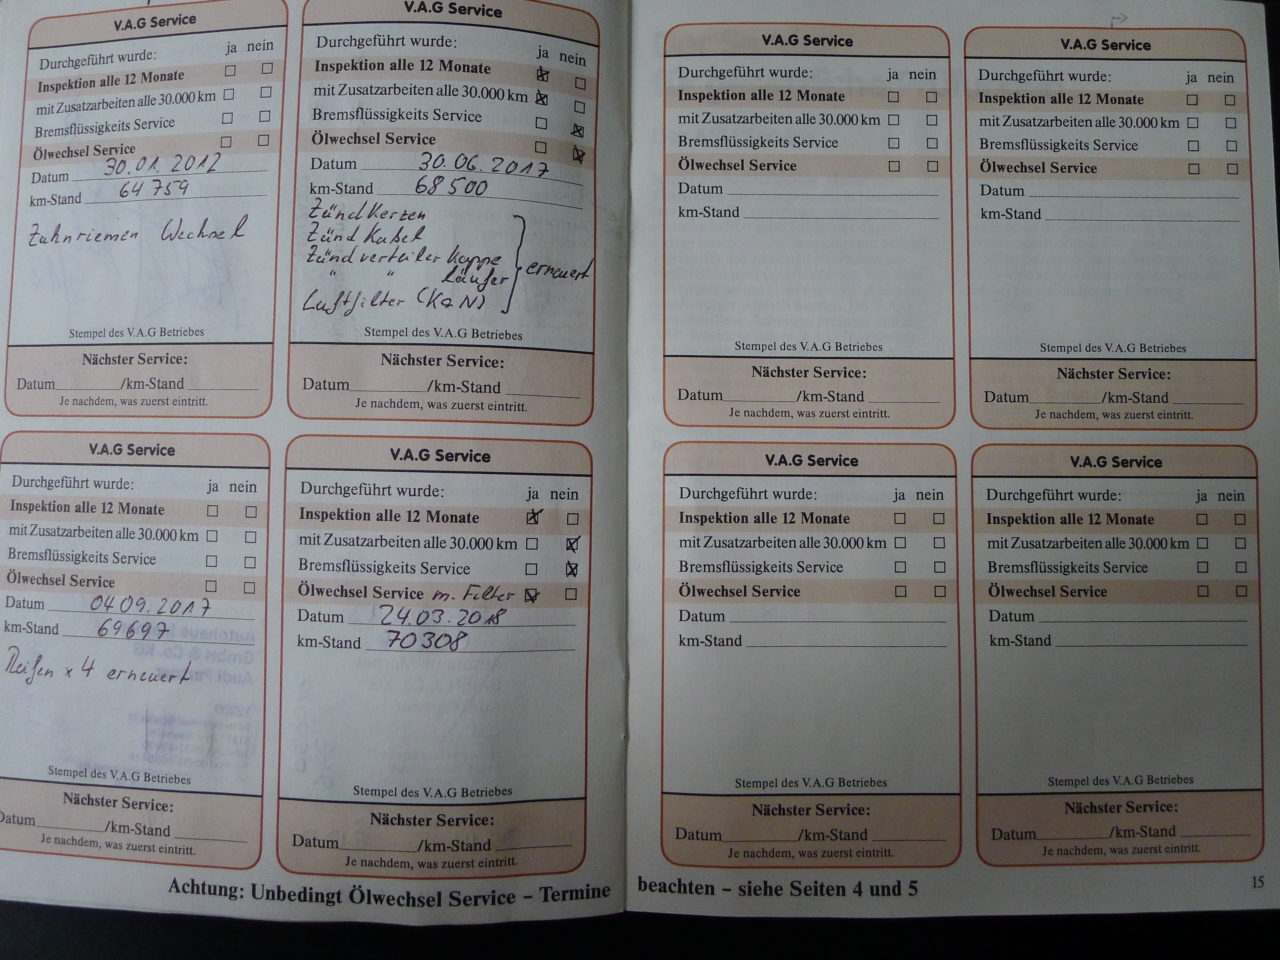 V.A.G Service
Durchgeführt wurde: ja nein
Inspektion alle 12 Monate
mit Zusatzarbeiten alle 30.000 km
Bremsflüssigkeits Service
Ölwechsel Service
Datum 30.01.2012
km-Stand 64 759
Zahnriemen Wechsel
Stempel des V.A.G Betriebes
Nächster Service:
Datum /km-Stand
Je nachdem, was zuerst eintritt.
V.A.G Service
Durchgeführt wurde: ja nein
Inspektion alle 12 Monate
mit Zusatzarbeiten alle 30.000 km
Bremsflüssigkeits Service
Ölwechsel Service
Datum 30.06.2017
km-Stand 68 500
Zündkerzen
Zündkabel
Zündverteiler Kappe
" " Läufer
erneuert
Luftfilter (K&N)
Stempel des V.A.G Betriebes
Nächster Service:
Datum /km-Stand
Je nachdem, was zuerst eintritt.
V.A.G Service
Durchgeführt wurde: ja nein
Inspektion alle 12 Monate
mit Zusatzarbeiten alle 30.000 km
Bremsflüssigkeits Service
Ölwechsel Service
Datum 04.09.2017
km-Stand 69697
Reifen x 4 erneuert
Stempel des V.A.G Betriebes
Nächster Service:
Datum /km-Stand
Je nachdem, was zuerst eintritt.
V.A.G Service
Durchgeführt wurde: ja nein
Inspektion alle 12 Monate
mit Zusatzarbeiten alle 30.000 km
Bremsflüssigkeits Service
Ölwechsel Service m. Filter
Datum 24.03.2018
km-Stand 70308
Stempel des V.A.G Betriebes
Nächster Service:
Datum /km-Stand
Je nachdem, was zuerst eintritt.
V.A.G Service
Durchgeführt wurde: ja nein
Inspektion alle 12 Monate
mit Zusatzarbeiten alle 30.000 km
Bremsflüssigkeits Service
Ölwechsel Service
Datum
km-Stand
Stempel des V.A.G Betriebes
Nächster Service:
Datum /km-Stand
Je nachdem, was zuerst eintritt.
V.A.G Service
Durchgeführt wurde: ja nein
Inspektion alle 12 Monate
mit Zusatzarbeiten alle 30.000 km
Bremsflüssigkeits Service
Ölwechsel Service
Datum
km-Stand
Stempel des V.A.G Betriebes
Nächster Service:
Datum /km-Stand
Je nachdem, was zuerst eintritt.
V.A.G Service
Durchgeführt wurde: ja nein
Inspektion alle 12 Monate
mit Zusatzarbeiten alle 30.000 km
Bremsflüssigkeits Service
Ölwechsel Service
Datum
km-Stand
Stempel des V.A.G Betriebes
Nächster Service:
Datum /km-Stand
Je nachdem, was zuerst eintritt.
V.A.G Service
Durchgeführt wurde: ja nein
Inspektion alle 12 Monate
mit Zusatzarbeiten alle 30.000 km
Bremsflüssigkeits Service
Ölwechsel Service
Datum
km-Stand
Stempel des V.A.G Betriebes
Nächster Service:
Datum /km-Stand
Je nachdem, was zuerst eintritt.
Achtung: Unbedingt Ölwechsel Service – Termine beachten – siehe Seiten 4 und 5
15